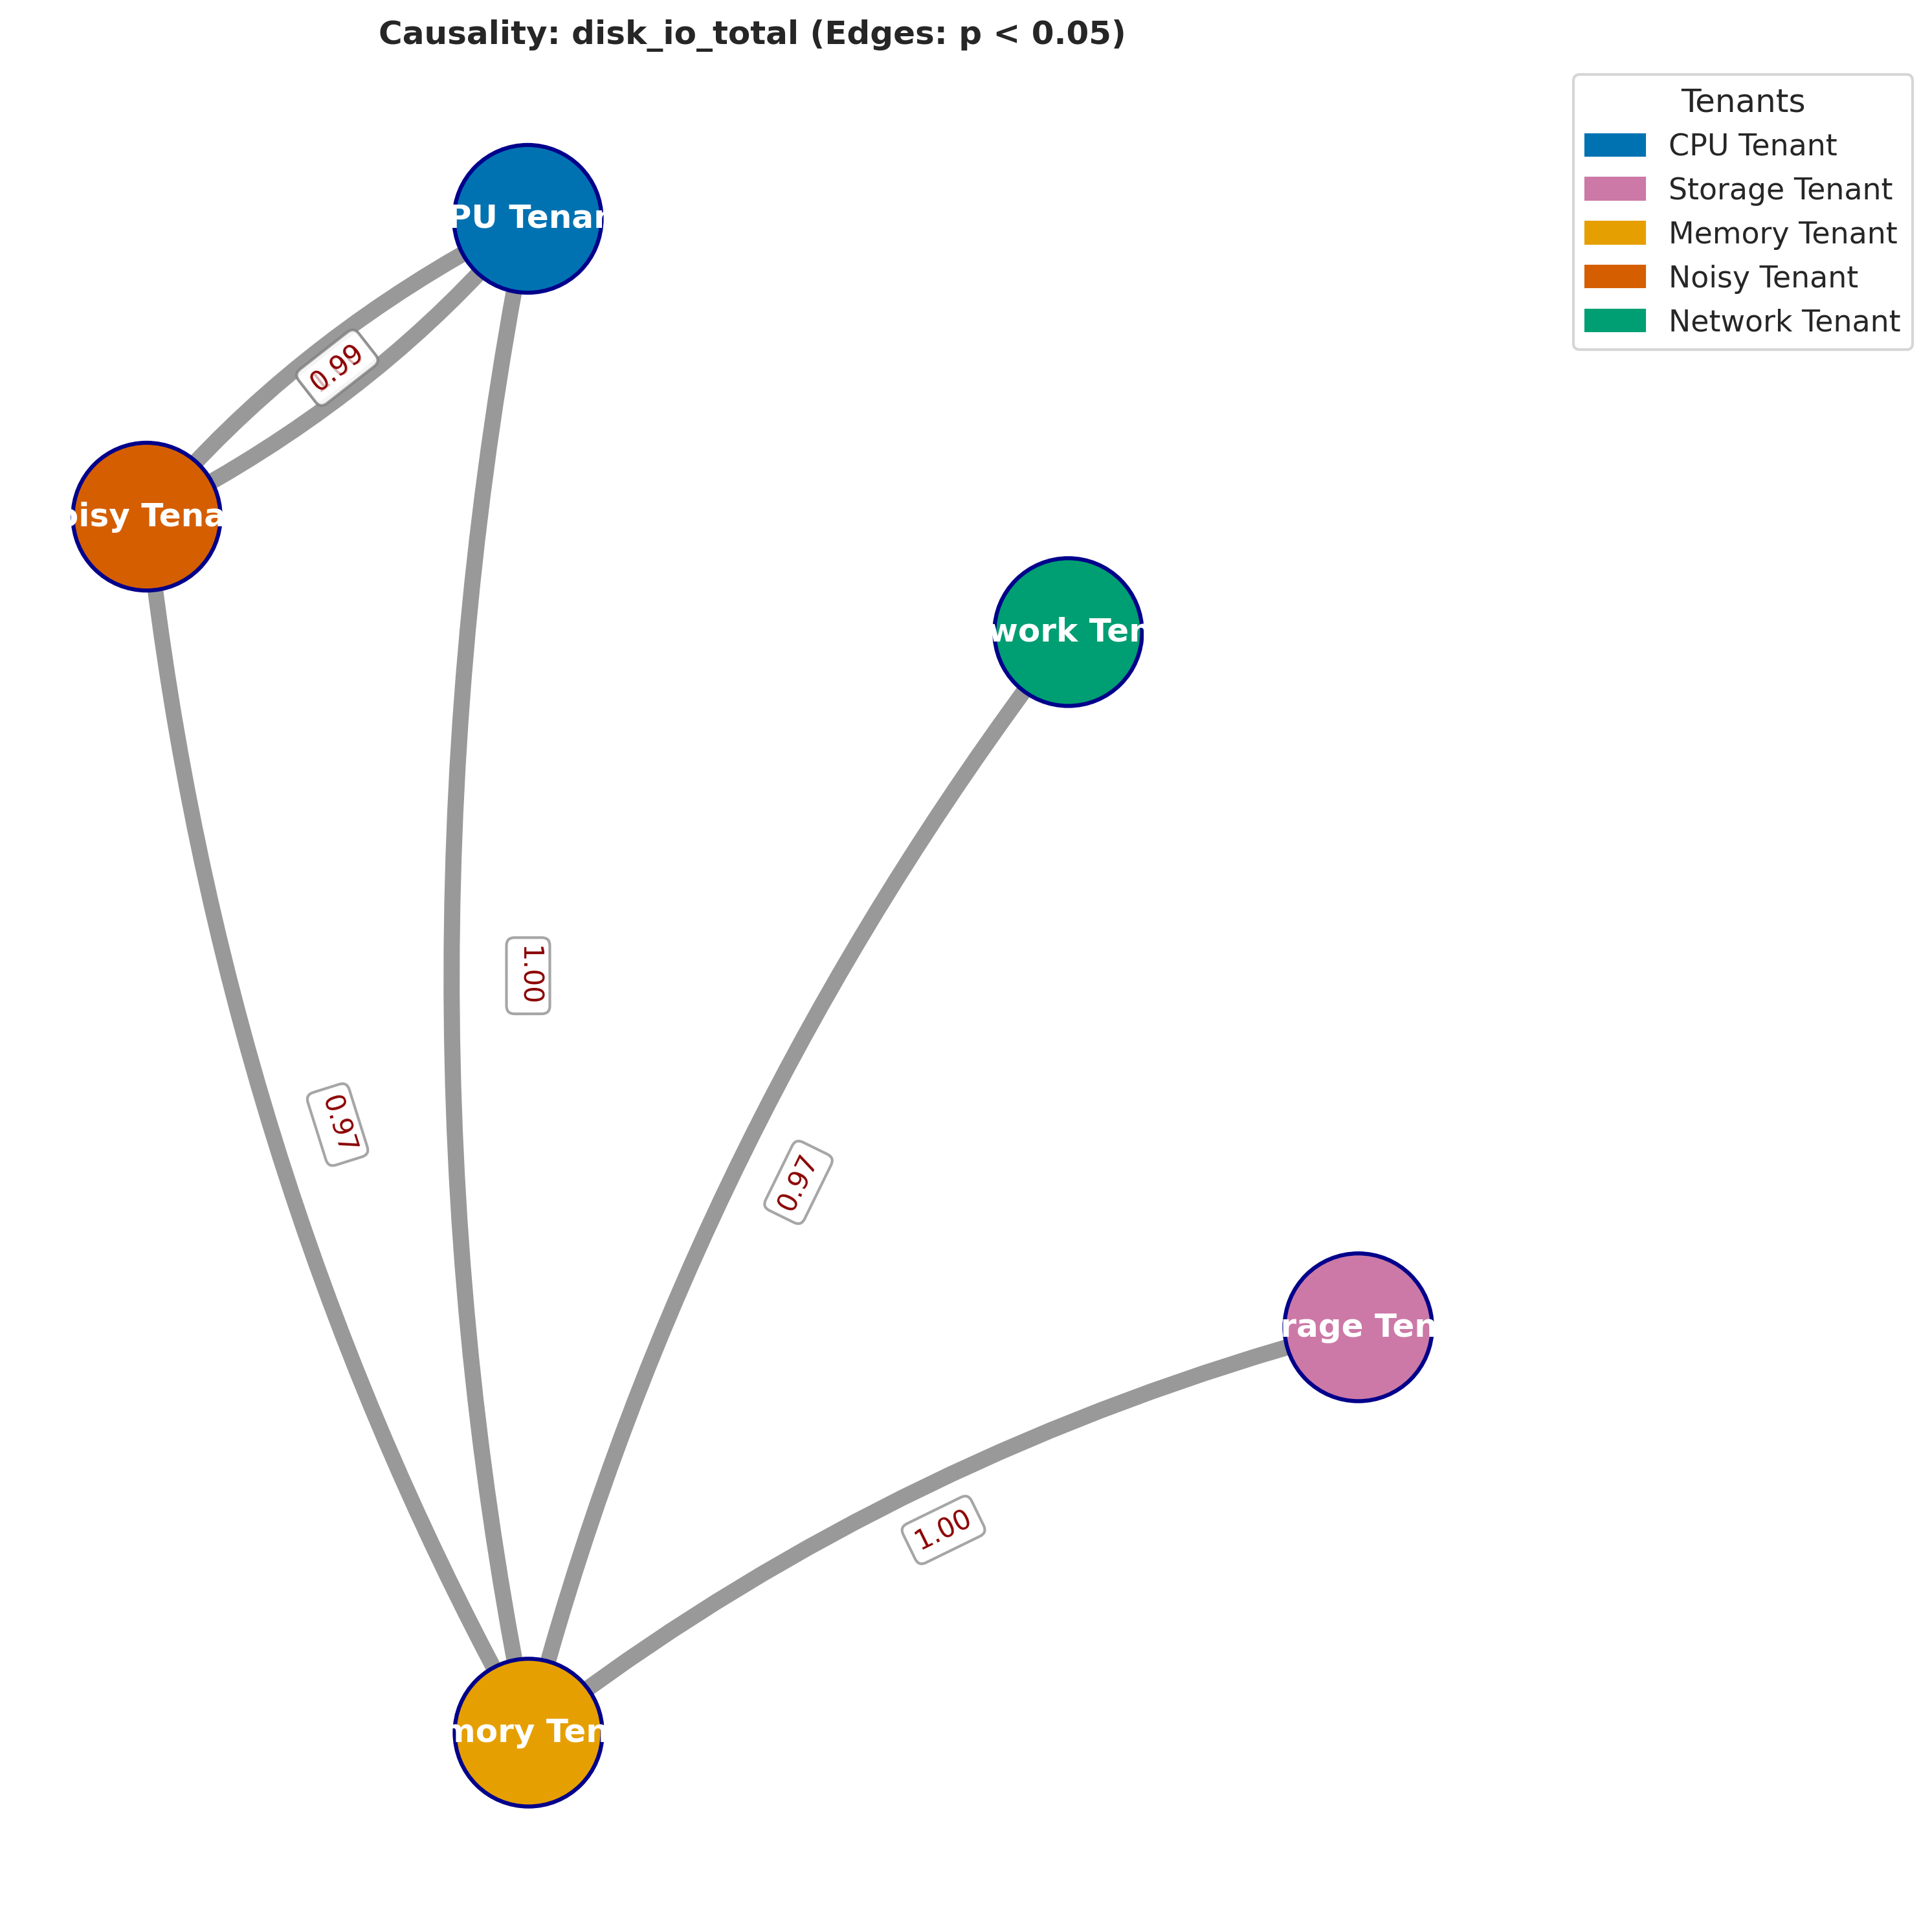 Causality: disk_io_total (Edges: p < 0.05)
Tenants
CPU Tenant
Storage Tenant
Memory Tenant
Noisy Tenant
Network Tenant
PU Tenan
0.99
oisy Tena
work Ten
1.00
0.97
0.97
rage Ten
1.00
mory Ten